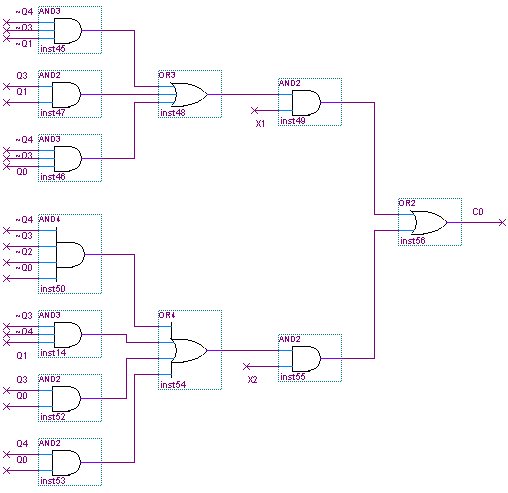 ~Q4
AND3
~Q3
~Q1
inst45
Q3
AND2
Q1
inst47
OR3
inst48
AND2
X1
inst49
~Q4
AND3
~Q3
Q0
inst46
OR2
C0
inst56
~Q4
AND4
~Q3
~Q2
~Q0
inst50
~Q3
AND3
~Q4
Q1
inst14
OR4
inst54
AND2
X2
inst55
Q3
AND2
Q0
inst52
Q4
AND2
Q0
inst53